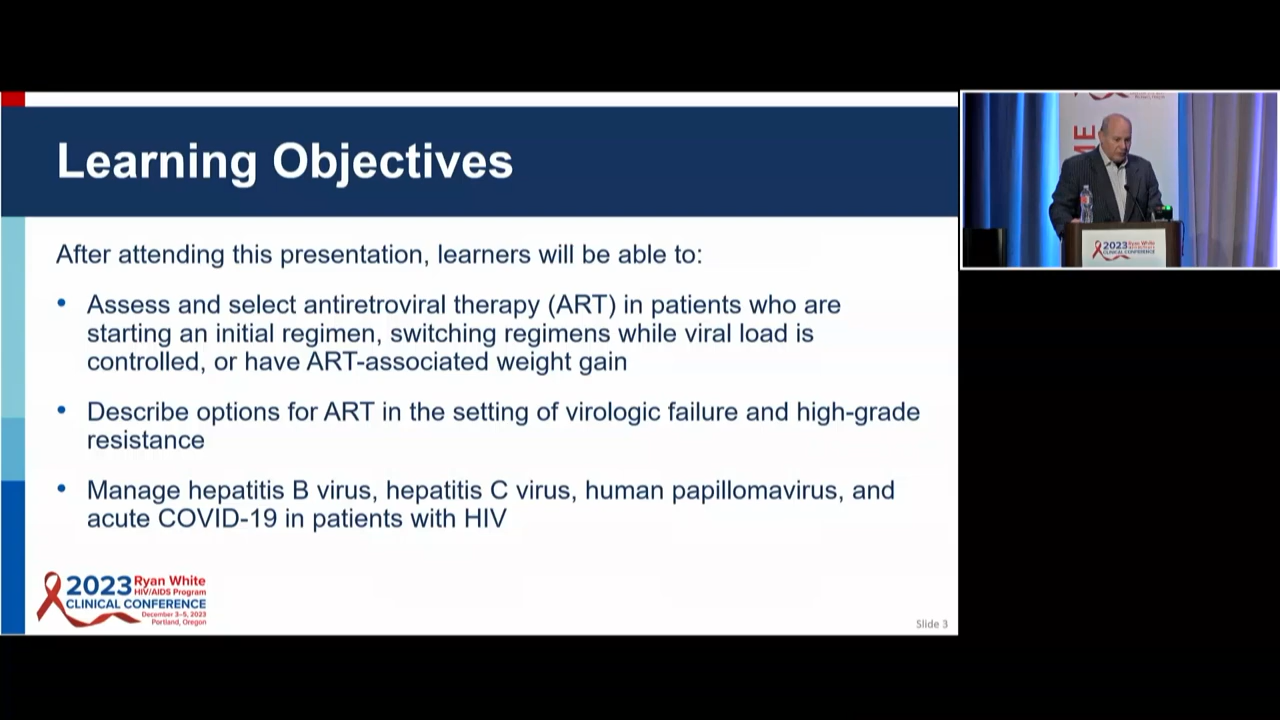 Learning Objectives
After attending this presentation, learners will be able to:
• Assess and select antiretroviral therapy (ART) in patients who are
starting an initial regimen, switching regimens while viral load is
controlled, or have ART-associated weight gain
• Describe options for ART in the setting of virologic failure and high-grade
resistance
• Manage hepatitis B virus, hepatitis C virus, human papillomavirus, and
acute COVID-19 in patients with HIV
2023 Ryan White
HIV/AIDS Program
CLINICAL CONFERENCE
December 3–5, 2023
Portland, Oregon
Slide 3
ME
2023 Ryan White
CLINICAL CONFERENCE